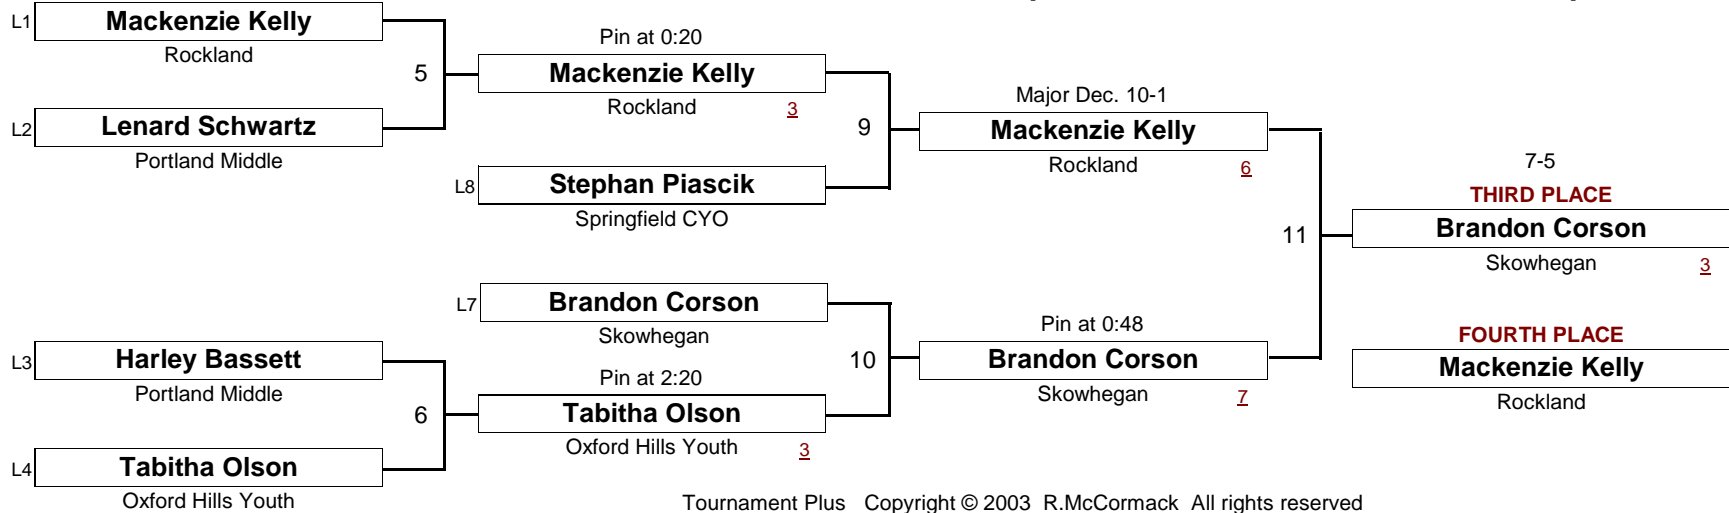 L1
Mackenzie Kelly
Rockland
5
L2
Lenard Schwartz
Portland Middle
Pin at 0:20
Mackenzie Kelly
Rockland 3
9
L8
Stephan Piascik
Springfield CYO
Major Dec. 10-1
Mackenzie Kelly
Rockland 6
L7
Brandon Corson
Skowhegan
10
L3
Harley Bassett
Portland Middle
6
L4
Tabitha Olson
Oxford Hills Youth
Pin at 2:20
Tabitha Olson
Oxford Hills Youth 3
Pin at 0:48
Brandon Corson
Skowhegan 7
11
7-5
THIRD PLACE
Brandon Corson
Skowhegan 3
FOURTH PLACE
Mackenzie Kelly
Rockland
Tournament Plus Copyright © 2003 R.McCormack All rights reserved